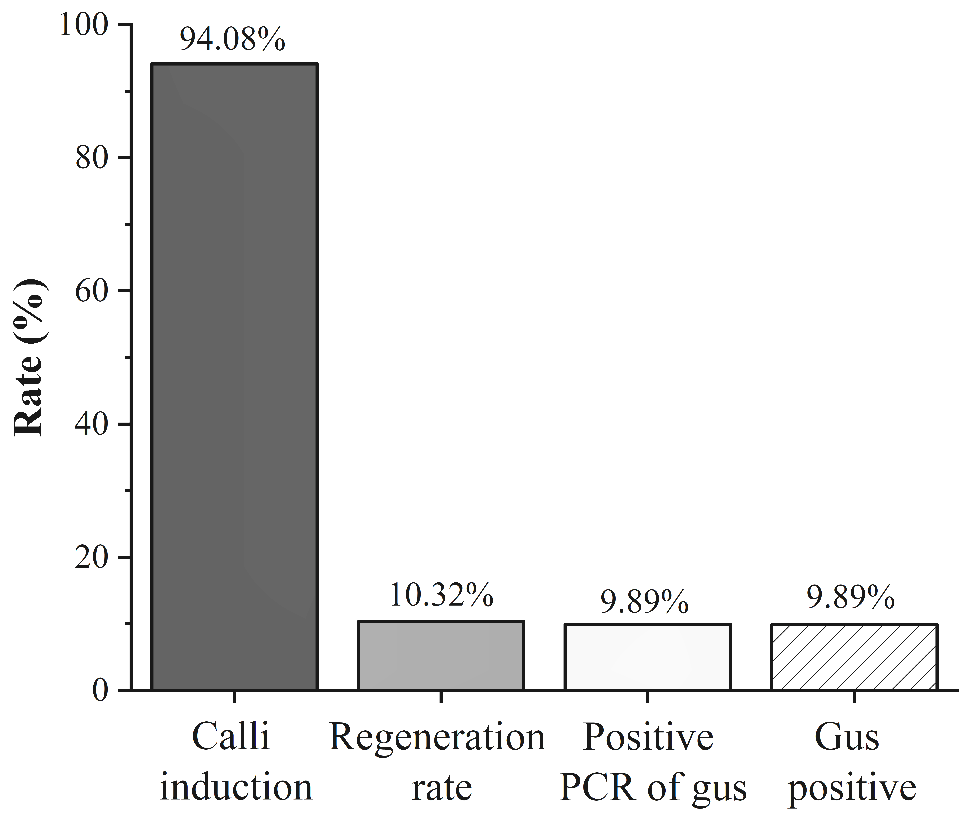 Rate (%)
100
80
60
40
20
0
94.08%
10.32%
9.89%
9.89%
Calli
induction
Regeneration
rate
Positive
PCR of gus
Gus
positive